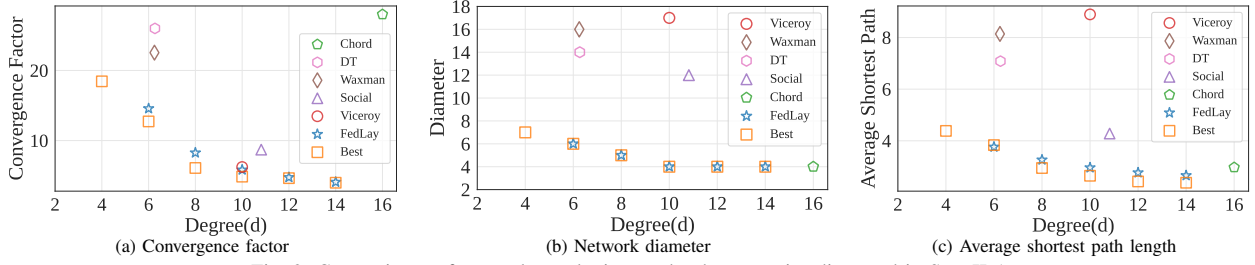 Convergence Factor
20
10
2 4 6 8 10 12 14 16
Degree(d)
Chord
DT
Waxman
Social
Viceroy
FedLay
Best
(a) Convergence factor
Diameter
18
16
14
12
10
8
6
4
2
2 4 6 8 10 12 14 16
Degree(d)
Viceroy
Waxman
DT
Social
Chord
FedLay
Best
(b) Network diameter
Average Shortest Path
8
6
4
2 4 6 8 10 12 14 16
Degree(d)
Viceroy
Waxman
DT
Social
Chord
FedLay
Best
(c) Average shortest path length